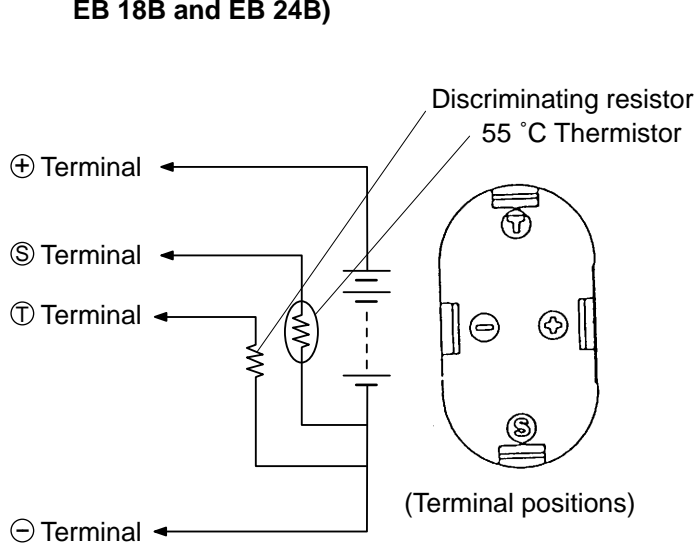 EB 18B and EB 24B)
Discriminating resistor
55 ˚C Thermistor
⊕ Terminal
Ⓢ Terminal
Ⓣ Terminal
⊖ Terminal
T
− +
S
(Terminal positions)